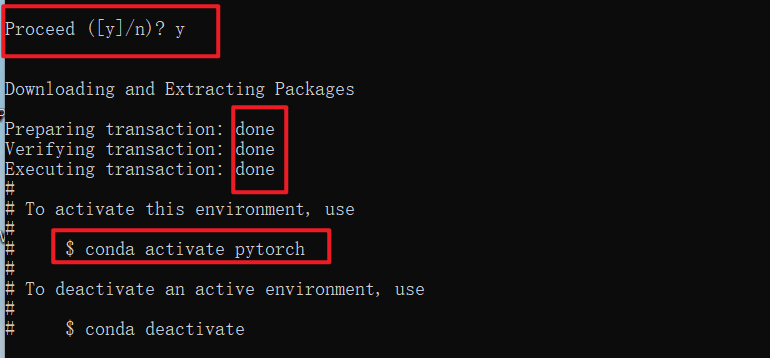 Proceed ([y]/n)? y
Downloading and Extracting Packages
Preparing transaction: done
Verifying transaction: done
Executing transaction: done
#
# To activate this environment, use
#
#     $ conda activate pytorch
#
# To deactivate an active environment, use
#
#     $ conda deactivate